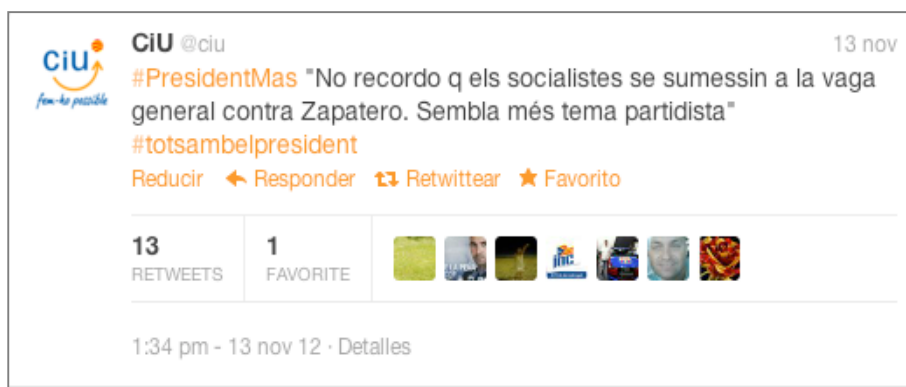 CiU @ciu 13 nov
#PresidentMas "No recordo q els socialistes se sumessin a la vaga
general contra Zapatero. Sembla més tema partidista"
#totsambelpresident
Reducir Responder Retwittear Favorito
13 1
RETWEETS FAVORITE
1:34 pm - 13 nov 12 · Detalles
CiU
fem-ho possible